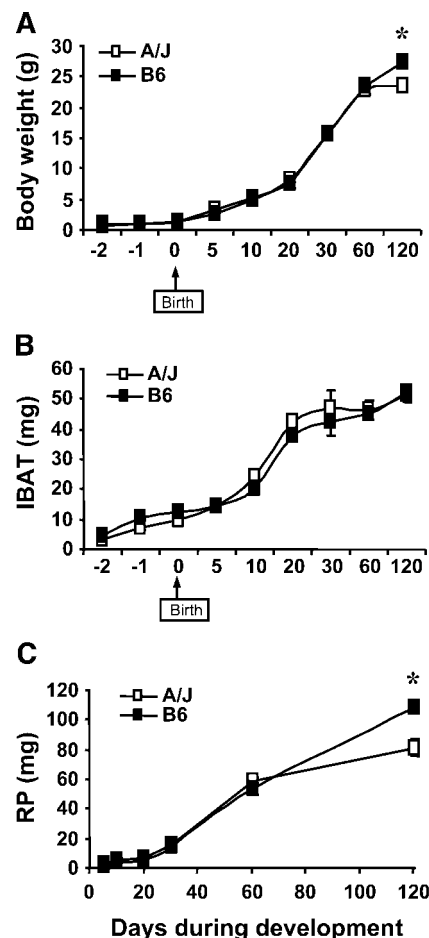 A
Body weight (g)
30
25
20
15
10
5
0
A/J
B6
*
-2 -1 0 5 10 20 30 60 120
Birth
B
IBAT (mg)
60
50
40
30
20
10
0
A/J
B6
-2 -1 0 5 10 20 30 60 120
Birth
C
RP (mg)
120
100
80
60
40
20
0
A/J
B6
*
0 20 40 60 80 100 120
Days during development